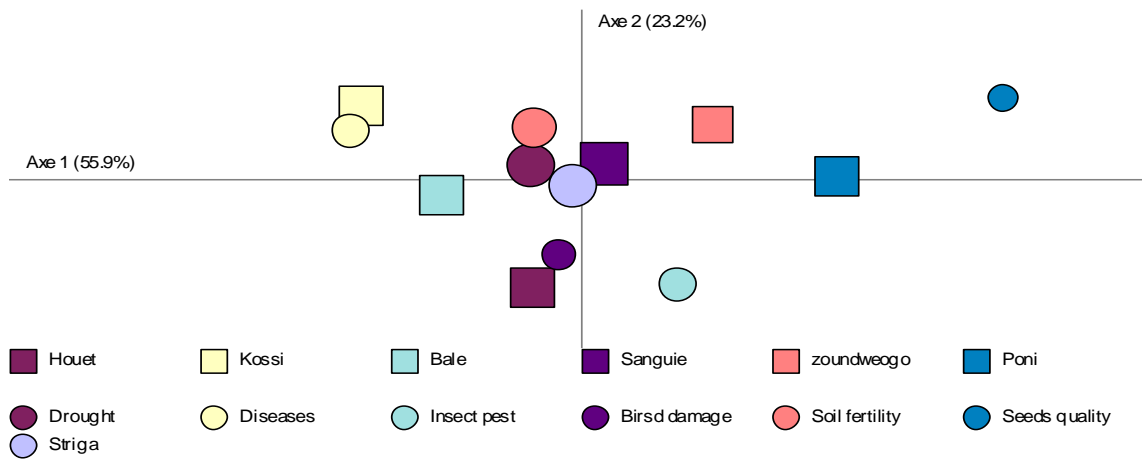 Axe 2 (23.2%)
Axe 1 (55.9%)
Houet Kossi Bale Sanguie zoundweogo Poni
Drought Diseases Insect pest Birsd damage Soil fertility Seeds quality
Striga